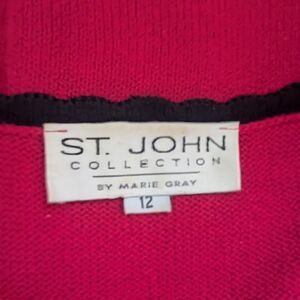 ST. JOHN
COLLECTION
BY MARIE GRAY
12